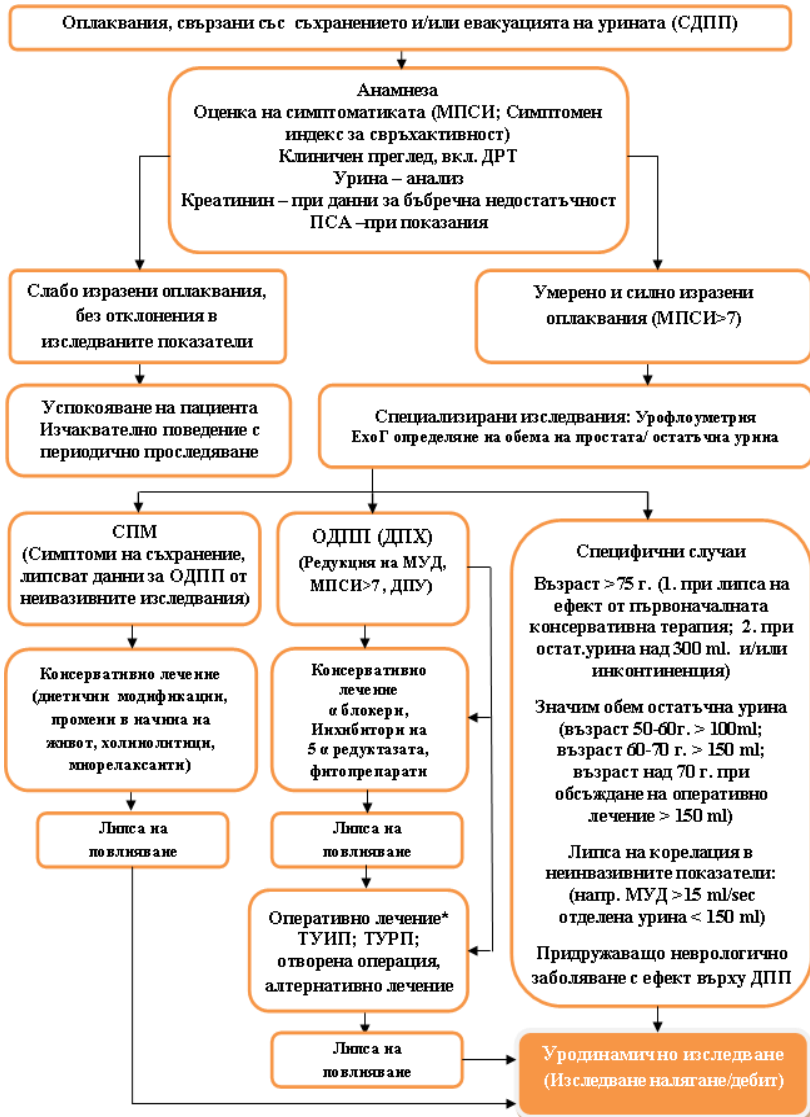 Оплаквания, свързани със съхранението и/или евакуацията на урината (СДПП)
Анамнеза
Оценка на симптоматиката (МПСИ; Симптомен
индекс за свръхактивност)
Клиничен преглед, вкл. ДРТ
Урина – анализ
Креатинин – при данни за бъбречна недостатъчност
ПСА –при показания
Слабо изразени оплаквания,
без отклонения в
изследваните показатели
Умерено и силно изразени
оплаквания (МПСИ>7)
Успокояване на пациента
Изчаквателно поведение с
периодично проследяване
Специализирани изследвания: Урофлоуметрия
ЕхоГ определяне на обема на простата/ остатъчна урина
СПМ
(Симптоми на съхранение,
липсват данни за ОДПП от
неивазивните изследвания)
ОДПП (ДПХ)
(Редукция на МУД,
МПСИ>7, ДПУ)
Специфични случаи
Възраст >75 г. (1. при липса на
ефект от първоначалната
консервативна терапия; 2. при
остат.урина над 300 ml. и/или
инконтиненция)
Значим обем остатъчна урина
(възраст 50-60г. > 100ml;
възраст 60-70 г. > 150 ml;
възраст над 70 г. при
обсъждане на оперативно
лечение > 150 ml)
Липса на корелация в
неинвазивните показатели:
(напр. МУД >15 ml/sec
отделена урина < 150 ml)
Придружаващо неврологично
заболяване с ефект върху ДПП
Консервативно лечение
(диетични модификации,
промени в начина на
живот, холинолитици,
миорелаксанти)
Консервативно
лечение
α блокери,
Инхибитори на
5 α редуктазата,
фитопрепарати
Липса на
повлияване
Липса на
повлияване
Оперативно лечение*
ТУИП; ТУРП;
отворена операция,
алтернативно лечение
Липса на
повлияване
Уродинамично изследване
(Изследване налягане/дебит)